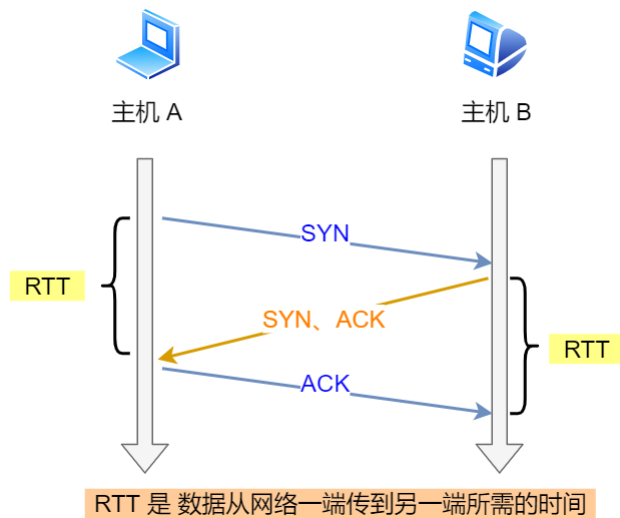 主机 A
主机 B
SYN
RTT
SYN、ACK
RTT
ACK
RTT 是 数据从网络一端传到另一端所需的时间